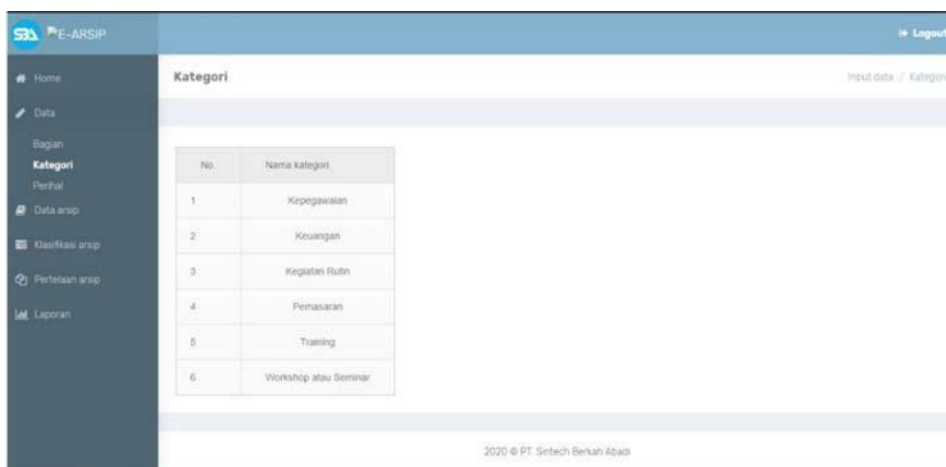 SBA E-ARSIP
Logout
Home
Data
Bagian
Kategori
Perihal
Data arsip
Klasifikasi arsip
Pertelaan arsip
Laporan
Kategori
Input data / Kategori
No. Nama kategori
1 Kepegawaian
2 Keuangan
3 Kegiatan Rutin
4 Pemasaran
5 Training
6 Workshop atau Seminar
2020 © PT. Sintech Berkah Abadi